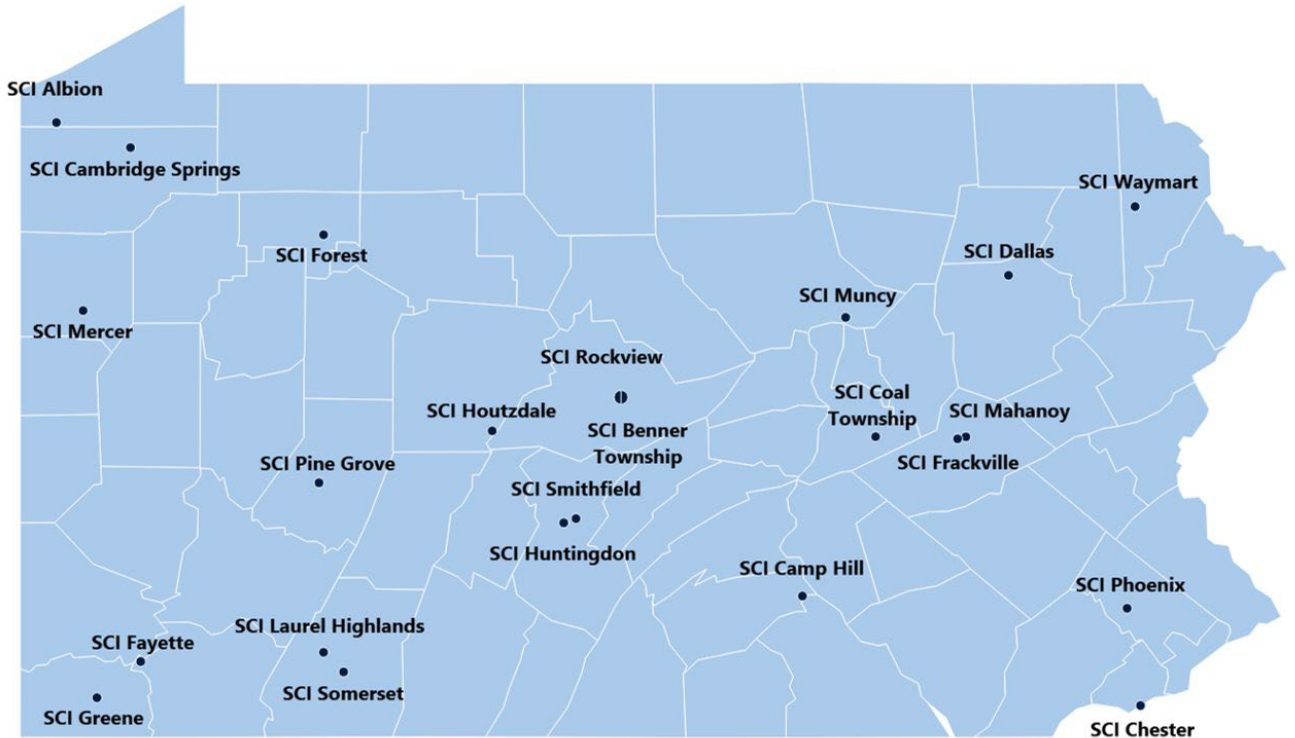 SCI Albion
SCI Cambridge Springs
SCI Waymart
SCI Forest
SCI Dallas
SCI Muncy
SCI Mercer
SCI Rockview
SCI Coal
Township
SCI Houtzdale
SCI Mahanoy
SCI Benner
Township
SCI Pine Grove
SCI Frackville
SCI Smithfield
SCI Huntingdon
SCI Camp Hill
SCI Phoenix
SCI Laurel Highlands
SCI Fayette
SCI Somerset
SCI Greene
SCI Chester